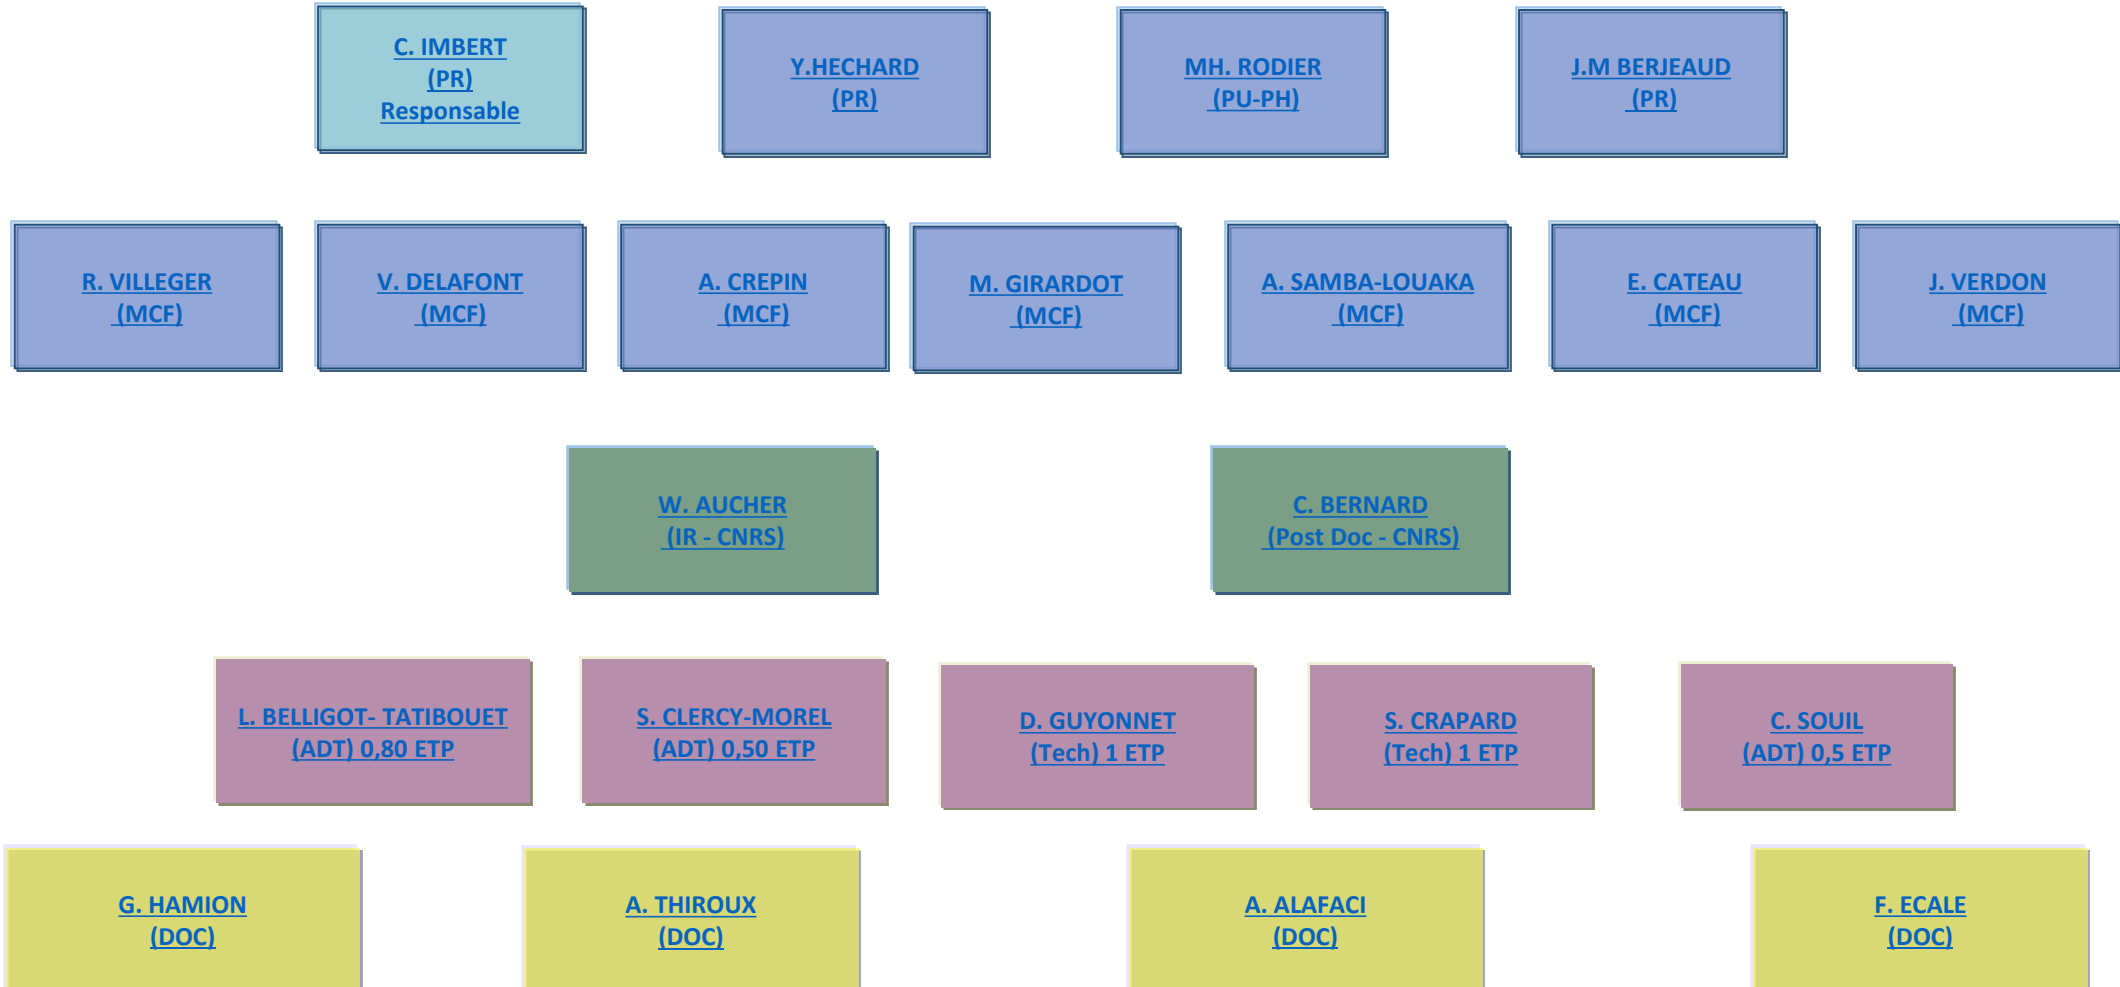 C. IMBERT
(PR)
Responsable
Y.HECHARD
(PR)
MH. RODIER
(PU-PH)
J.M BERJEAUD
(PR)
R. VILLEGER
(MCF)
V. DELAFONT
(MCF)
A. CREPIN
(MCF)
M. GIRARDOT
(MCF)
A. SAMBA-LOUAKA
(MCF)
E. CATEAU
(MCF)
J. VERDON
(MCF)
W. AUCHER
(IR - CNRS)
C. BERNARD
(Post Doc - CNRS)
L. BELLIGOT- TATIBOUET
(ADT) 0,80 ETP
S. CLERCY-MOREL
(ADT) 0,50 ETP
D. GUYONNET
(Tech) 1 ETP
S. CRAPARD
(Tech) 1 ETP
C. SOUIL
(ADT) 0,5 ETP
G. HAMION
(DOC)
A. THIROUX
(DOC)
A. ALAFACI
(DOC)
F. ECALE
(DOC)